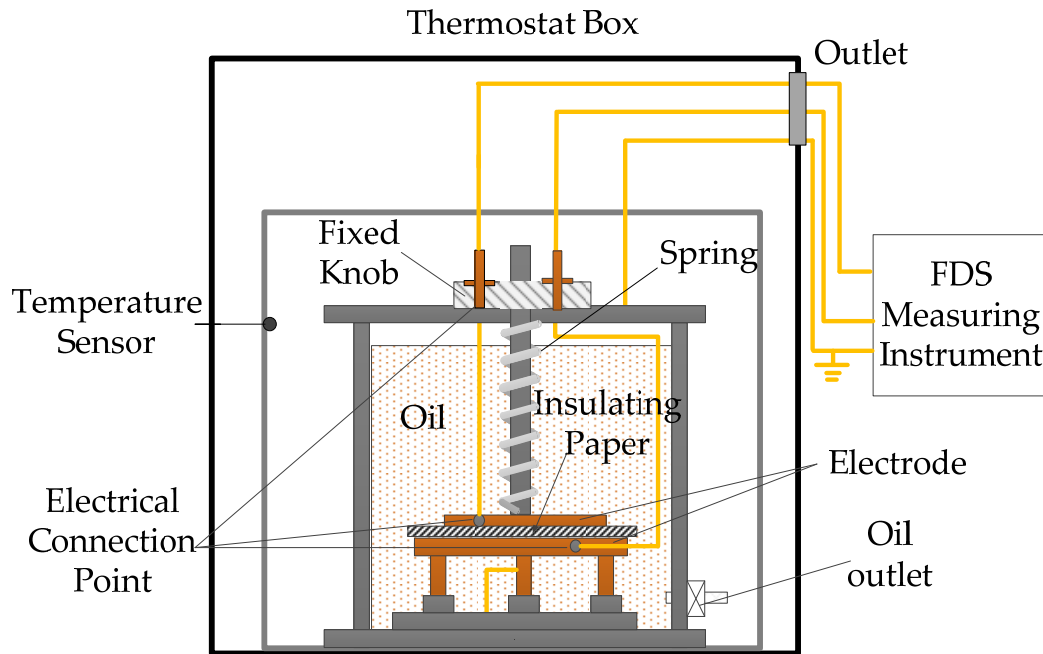 Thermostat Box
Outlet
Fixed
Knob
Spring
FDS
Measuring
Instrument
Temperature
Sensor
Oil
Insulating
Paper
Electrode
Electrical
Connection
Point
Oil
outlet